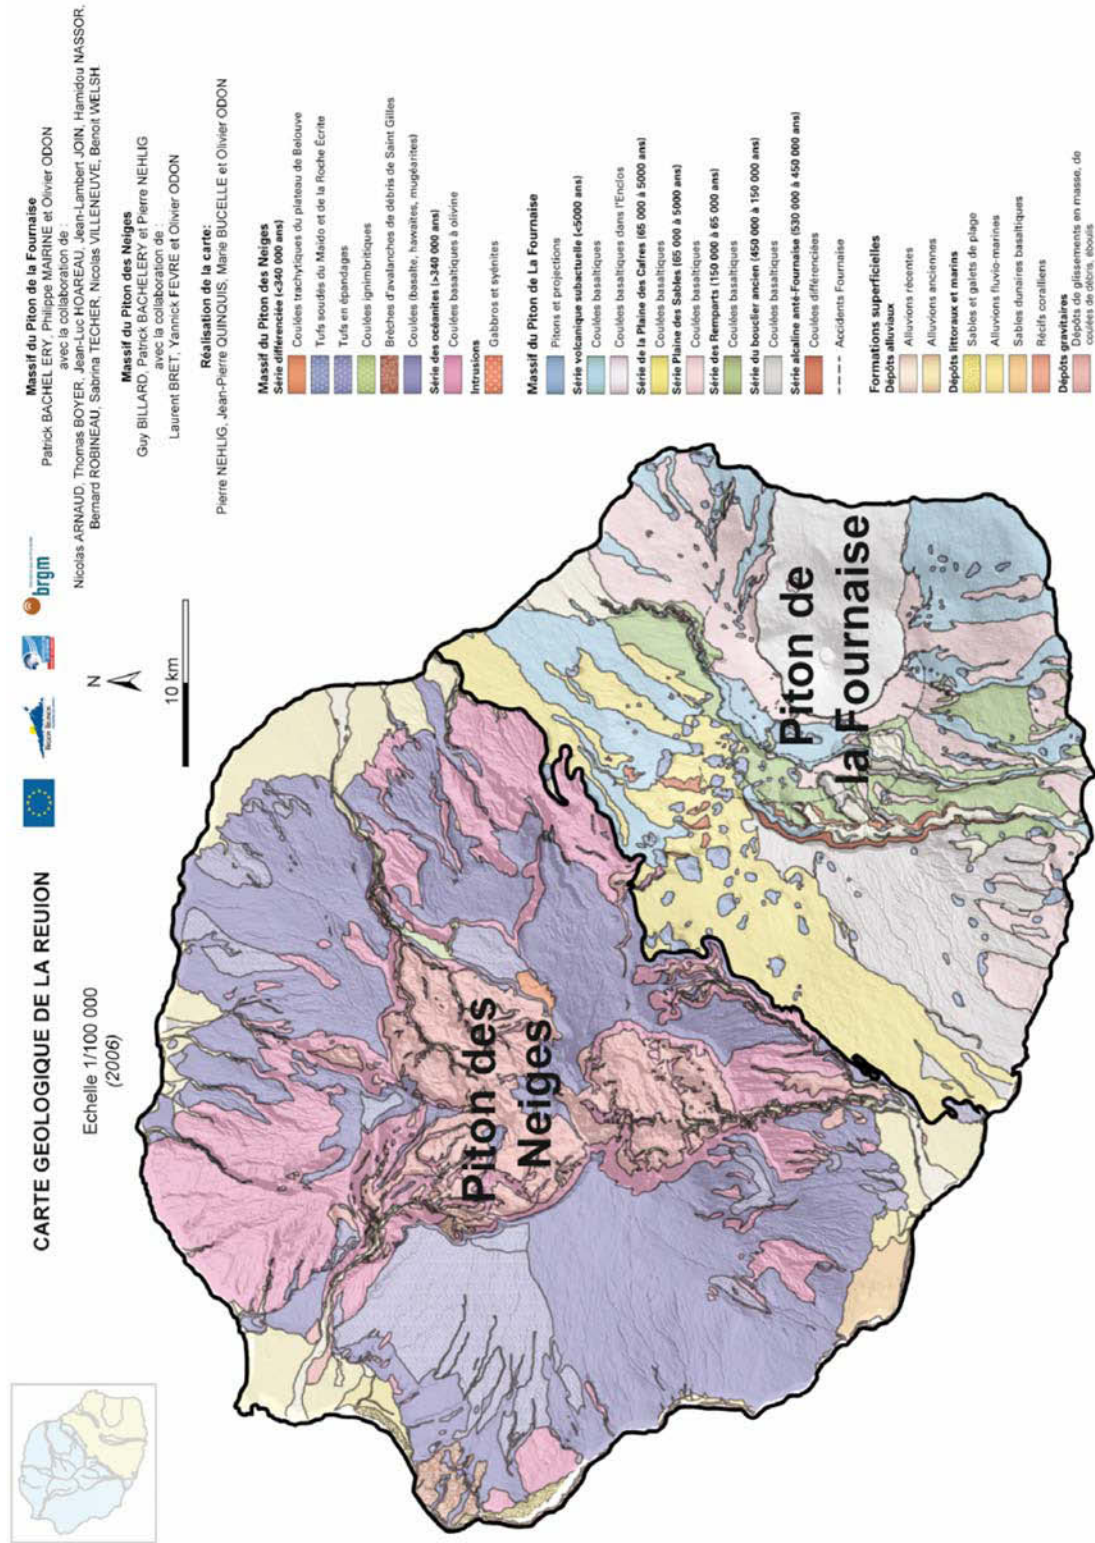 CARTE GEOLOGIQUE DE LA REUION
Echelle 1/100 000
(2006)
brgm
N
10 km
Massif du Piton de la Fournaise
Patrick BACHEL ERY, Philippe MAIRINE et Olivier ODON
avec la collaboration de :
Nicolas ARNAUD, Thomas BOYER, Jean-Luc HOAREAU, Jean-Lambert JOIN, Hamidou NASSOR,
Bernard ROBINEAU, Sabrina TECHER, Nicolas VILLENEUVE, Benoit WELSH
Massif du Piton des Neiges
Guy BILLARD, Patrick BACHELERY et Pierre NEHLIG
avec la collaboration de :
Laurent BRET, Yannick FEVRE et Olivier ODON
Réalisation de la carte:
Pierre NEHLIG, Jean-Pierre QUINQUIS, Marie BUCELLE et Olivier ODON
Massif du Piton des Neiges
Série différenciée (<340 000 ans)
Coulées trachytiques du plateau de Belouve
Tufs soudés du Maïdo et de la Roche Écrite
Tufs en épandages
Coulées ignimbritiques
Brèches d'avalanches de débris de Saint Gilles
Coulées (basalte, hawaïtes, mugéarites)
Série des océanites (>340 000 ans)
Coulées basaltiques à olivine
Intrusions
Gabbros et syénites
Massif du Piton de La Fournaise
Pitons et projections
Série volcanique subactuelle (<5000 ans)
Coulées basaltiques
Coulées basaltiques dans l'Enclos
Série de la Plaine des Cafres (65 000 à 5000 ans)
Coulées basaltiques
Série Plaine des Sables (65 000 à 5000 ans)
Coulées basaltiques
Série des Remparts (150 000 à 65 000 ans)
Coulées basaltiques
Série du bouclier ancien (450 000 à 150 000 ans)
Coulées basaltiques
Série alcaline anté-Fournaise (530 000 à 450 000 ans)
Coulées différenciées
Accidents Fournaise
Formations superficielles
Dépôts alluviaux
Alluvions récentes
Alluvions anciennes
Dépôts littoraux et marins
Sables et galets de plage
Alluvions fluvio-marines
Sables dunaires basaltiques
Récifs coralliens
Dépôts gravitaires
Dépôts de glissements en masse, de
coulées de débris, éboulis
Piton des
Neiges
Piton de
la Fournaise